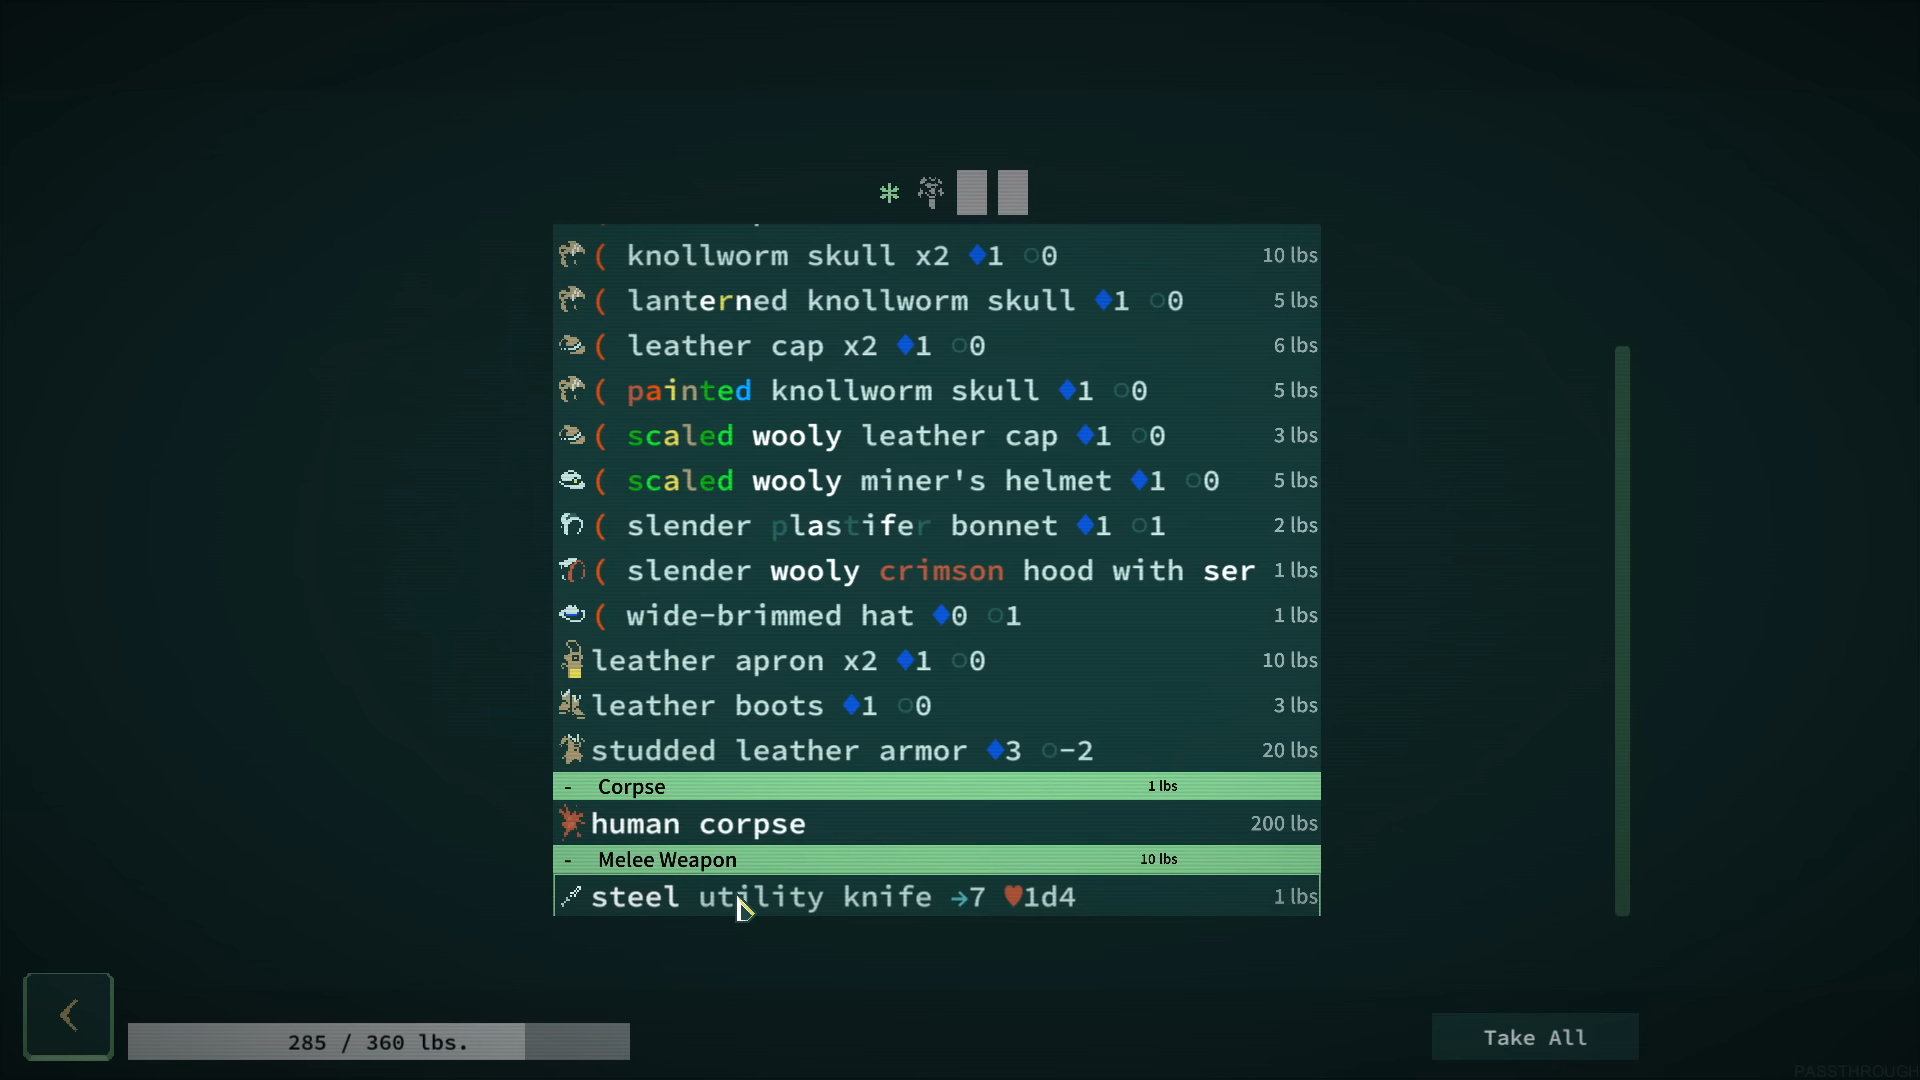 ( knollworm skull x2 ♦1 ○0 10 lbs
( lanterned knollworm skull ♦1 ○0 5 lbs
( leather cap x2 ♦1 ○0 6 lbs
( painted knollworm skull ♦1 ○0 5 lbs
( scaled wooly leather cap ♦1 ○0 3 lbs
( scaled wooly miner's helmet ♦1 ○0 5 lbs
( slender plastifer bonnet ♦1 ○1 2 lbs
( slender wooly crimson hood with ser 1 lbs
( wide-brimmed hat ♦0 ○1 1 lbs
leather apron x2 ♦1 ○0 10 lbs
leather boots ♦1 ○0 3 lbs
studded leather armor ♦3 ○-2 20 lbs
- Corpse 1 lbs
human corpse 200 lbs
- Melee Weapon 10 lbs
steel utility knife →7 ♥1d4 1 lbs
285 / 360 lbs.
Take All
PASSTHROUGH